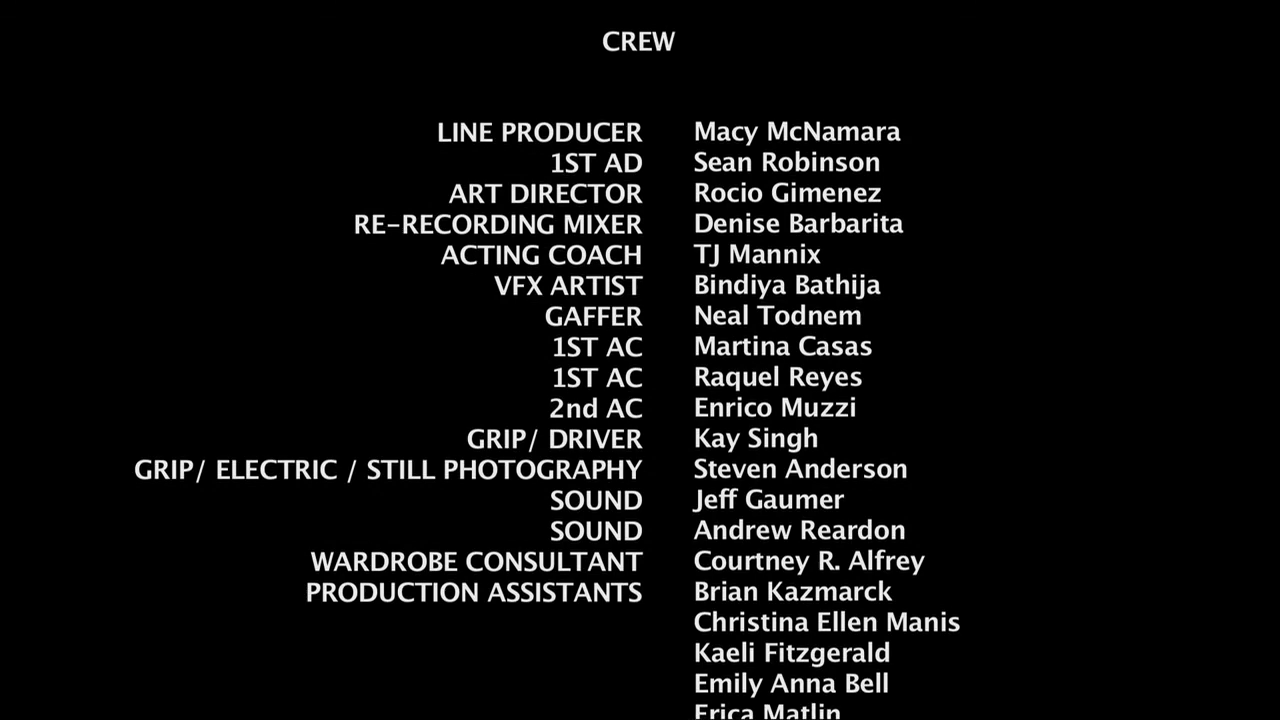 CREW
LINE PRODUCER Macy McNamara
1ST AD Sean Robinson
ART DIRECTOR Rocio Gimenez
RE-RECORDING MIXER Denise Barbarita
ACTING COACH TJ Mannix
VFX ARTIST Bindiya Bathija
GAFFER Neal Todnem
1ST AC Martina Casas
1ST AC Raquel Reyes
2nd AC Enrico Muzzi
GRIP/ DRIVER Kay Singh
GRIP/ ELECTRIC / STILL PHOTOGRAPHY Steven Anderson
SOUND Jeff Gaumer
SOUND Andrew Reardon
WARDROBE CONSULTANT Courtney R. Alfrey
PRODUCTION ASSISTANTS Brian Kazmarck
Christina Ellen Manis
Kaeli Fitzgerald
Emily Anna Bell
Erica Matlin